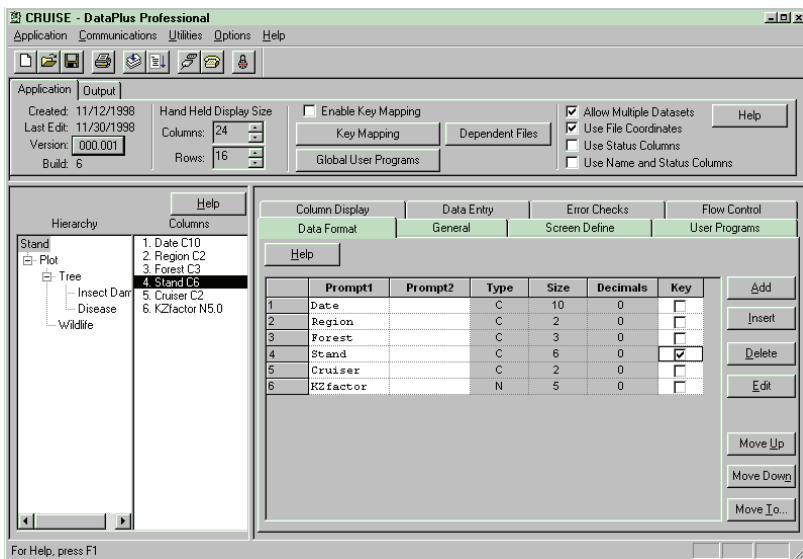 CRUISE - DataPlus Professional
Application Communications Utilities Options Help
Application Output
Created: 11/12/1998
Last Edit: 11/30/1998
Version: 000.001
Build: 6
Hand Held Display Size
Columns: 24
Rows: 16
Enable Key Mapping
Key Mapping
Dependent Files
Global User Programs
Allow Multiple Datasets
Use File Coordinates
Use Status Columns
Use Name and Status Columns
Help
Help
Hierarchy Columns
Stand
Plot
Tree
Insect Dam
Disease
Wildlife
1. Date C10
2. Region C2
3. Forest C3
4. Stand C6
5. Cruiser C2
6. KZfactor N5.0
Column Display Data Entry Error Checks Flow Control
Data Format General Screen Define User Programs
Help
Prompt1 Prompt2 Type Size Decimals Key
1 Date C 10 0
2 Region C 2 0
3 Forest C 3 0
4 Stand C 6 0
5 Cruiser C 2 0
6 KZfactor N 5 0
Add
Insert
Delete
Edit
Move Up
Move Down
Move To...
For Help, press F1